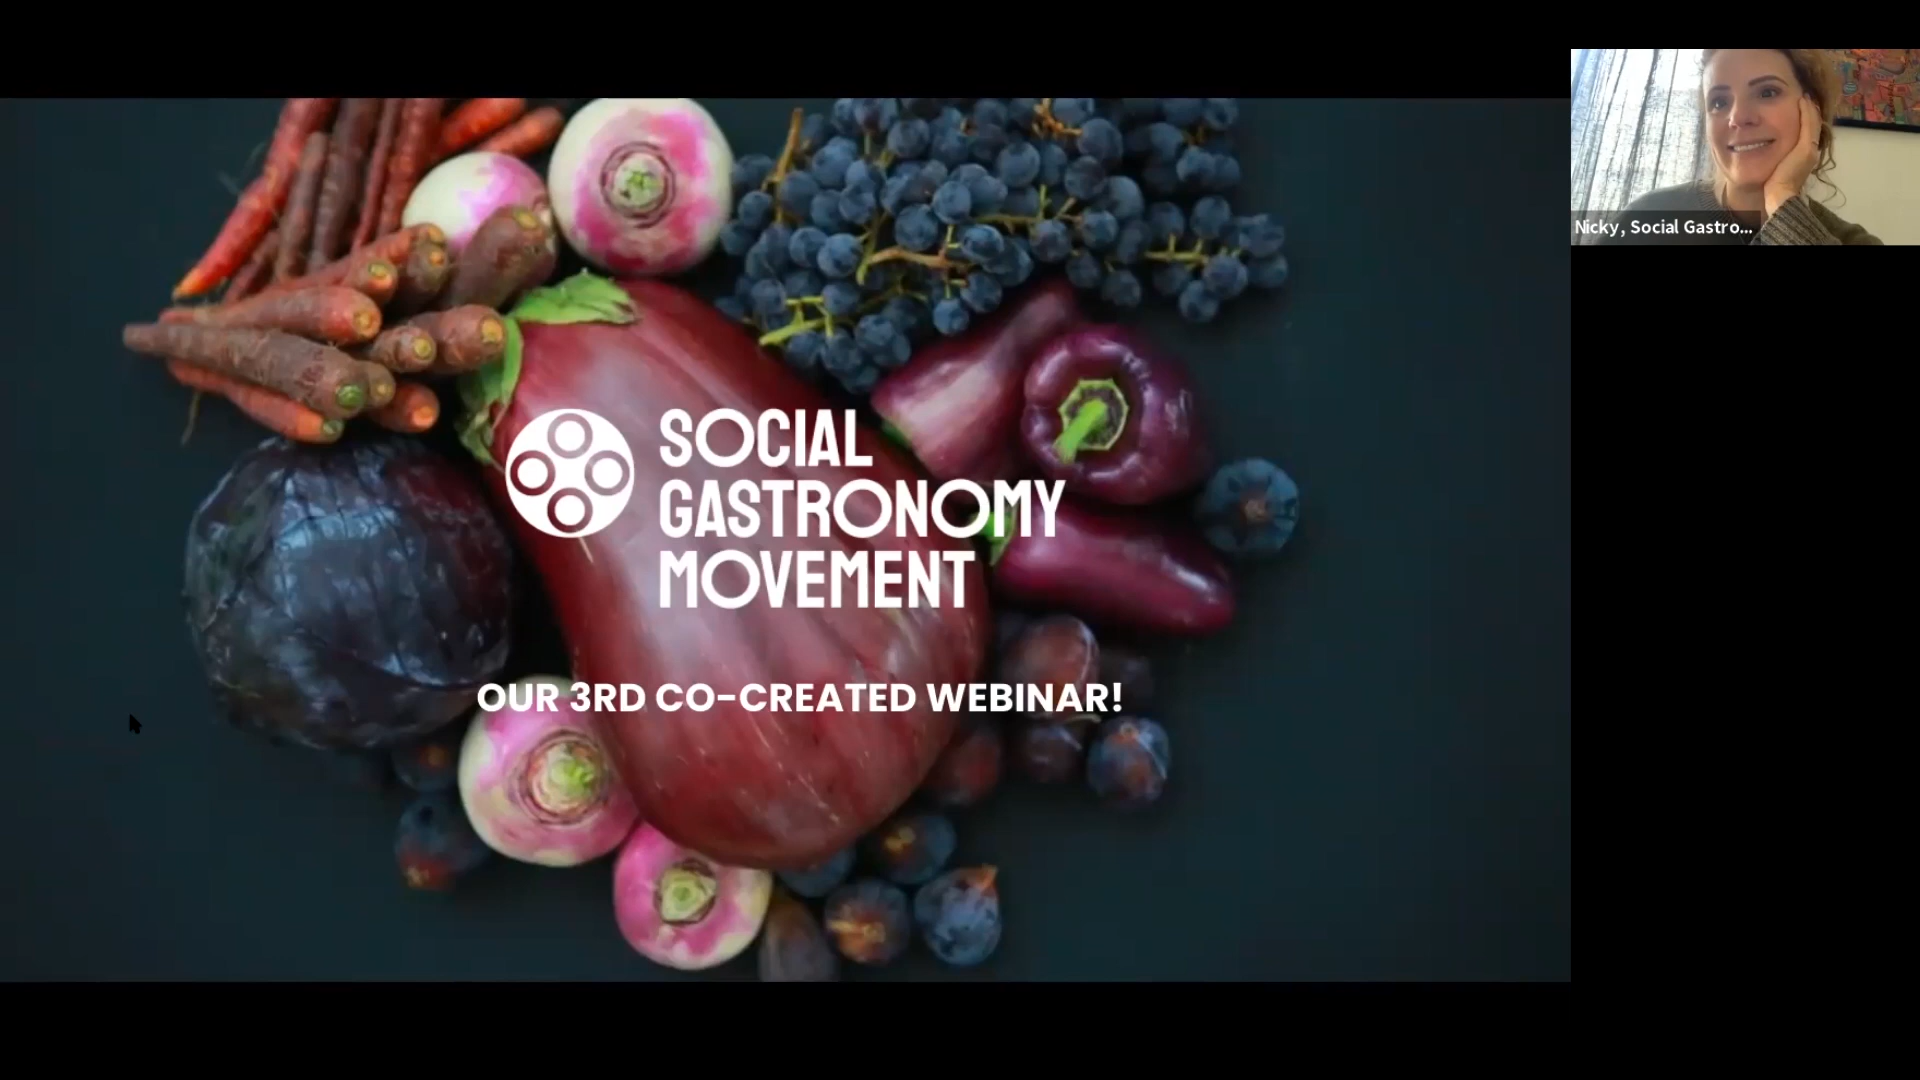 SOCIAL
GASTRONOMY
MOVEMENT
OUR 3RD CO-CREATED WEBINAR!
Nicky, Social Gastro...